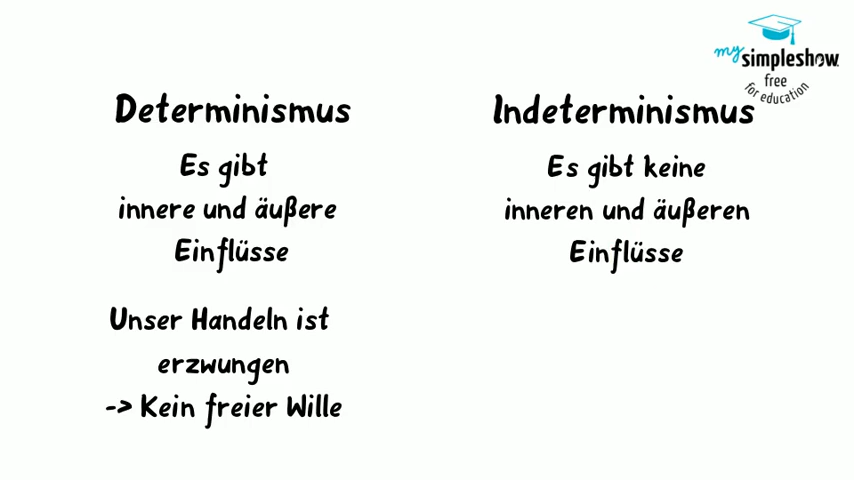 my
simpleshow
free
for education
Determinismus
Es gibt
innere und äußere
Einflüsse
Unser Handeln ist
erzwungen
-> Kein freier Wille
Indeterminismus
Es gibt keine
inneren und äußeren
Einflüsse